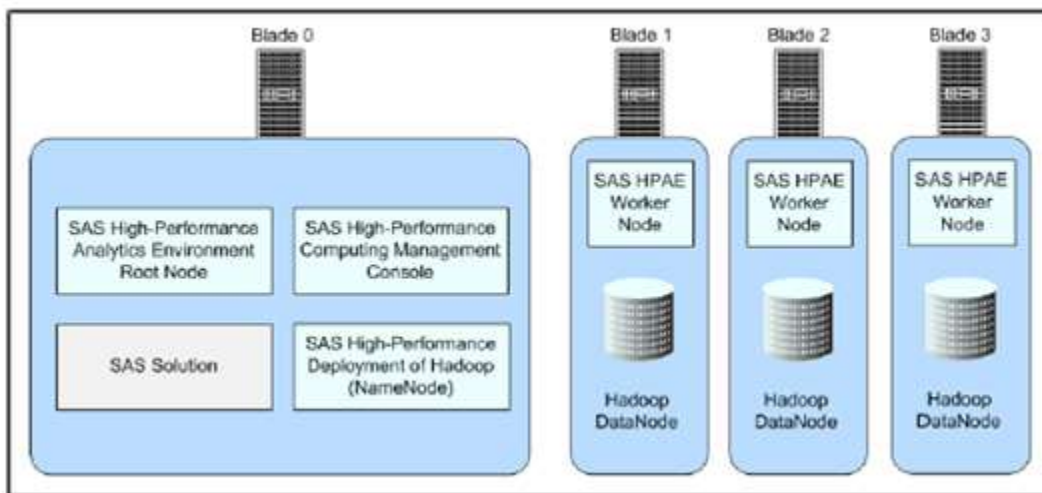 Blade 0
Blade 1
Blade 2
Blade 3
SAS High-Performance
Analytics Environment
Root Node
SAS High-Performance
Computing Management
Console
SAS Solution
SAS High-Performance
Deployment of Hadoop
(NameNode)
SAS HPAE
Worker
Node
Hadoop
DataNode
SAS HPAE
Worker
Node
Hadoop
DataNode
SAS HPAE
Worker
Node
Hadoop
DataNode